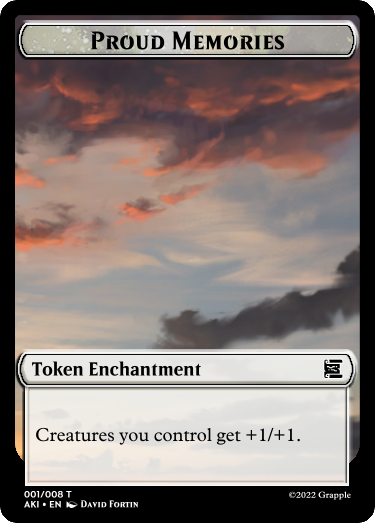 Proud Memories
Token Enchantment
Creatures you control get +1/+1.
001/008 T
AKI • EN David Fortin
©2022 Grapple